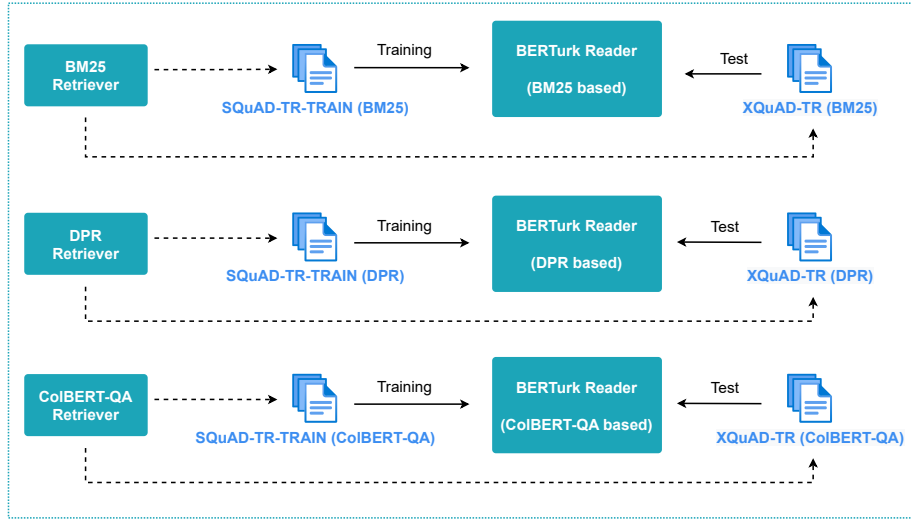 BM25
Retriever
SQuAD-TR-TRAIN (BM25)
Training
BERTurk Reader
(BM25 based)
Test
XQuAD-TR (BM25)
DPR
Retriever
SQuAD-TR-TRAIN (DPR)
Training
BERTurk Reader
(DPR based)
Test
XQuAD-TR (DPR)
ColBERT-QA
Retriever
SQuAD-TR-TRAIN (ColBERT-QA)
Training
BERTurk Reader
(ColBERT-QA based)
Test
XQuAD-TR (ColBERT-QA)